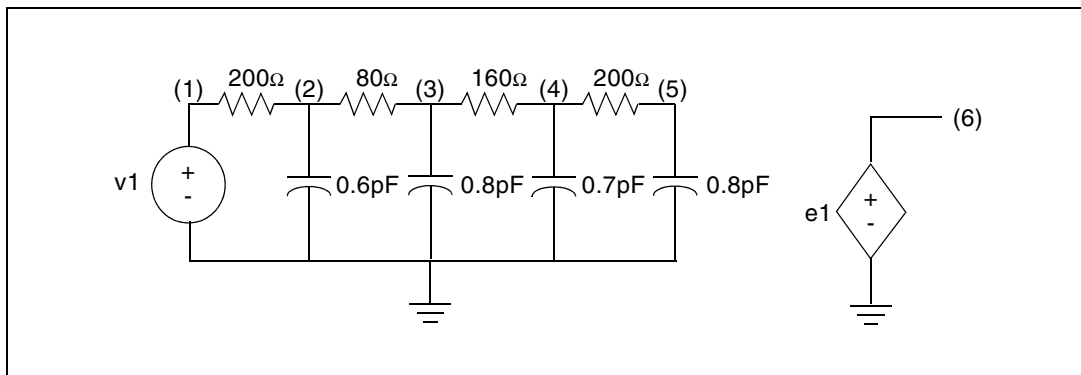 200Ω 80Ω 160Ω 200Ω
(1) (2) (3) (4) (5)
(6)
v1 + - 0.6pF 0.8pF 0.7pF 0.8pF
e1 + -